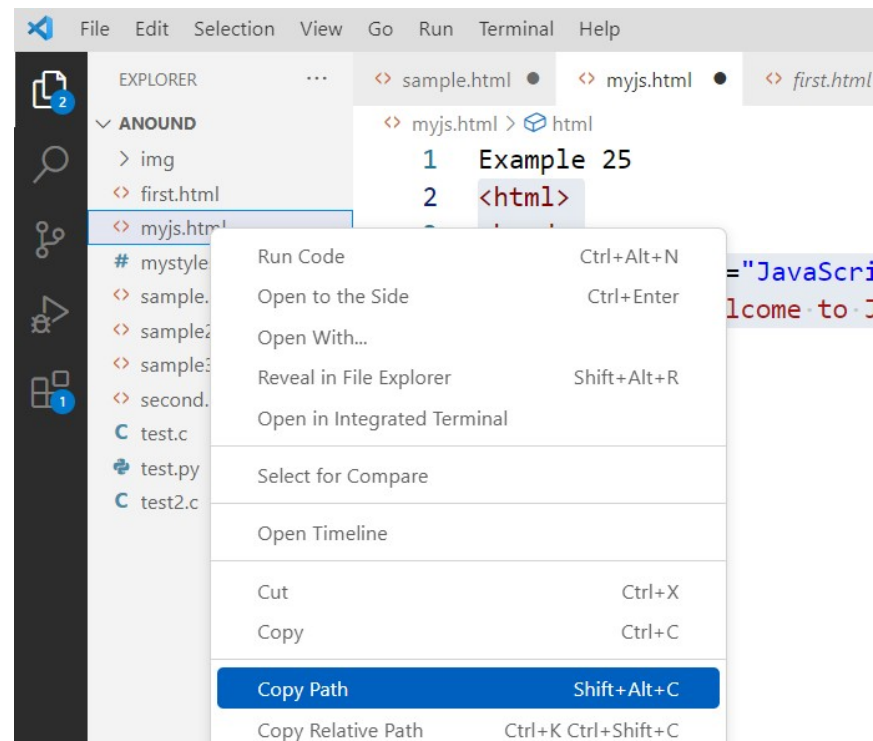 File Edit Selection View Go Run Terminal Help
EXPLORER ...
sample.html myjs.html first.html
ANOUND
myjs.html > html
img
first.html
myjs.html
mystyle
sample.
sample2
sample3
second.
test.c
test.py
test2.c
2
1
1 Example 25
2 <html>
="JavaScri
lcome·to·J
Run Code Ctrl+Alt+N
Open to the Side Ctrl+Enter
Open With...
Reveal in File Explorer Shift+Alt+R
Open in Integrated Terminal
Select for Compare
Open Timeline
Cut Ctrl+X
Copy Ctrl+C
Copy Path Shift+Alt+C
Copy Relative Path Ctrl+K Ctrl+Shift+C